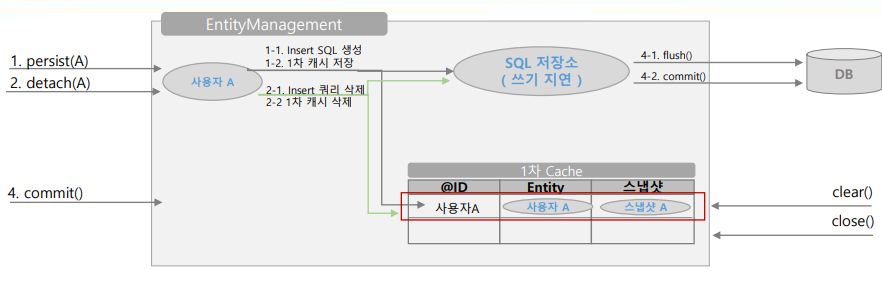 EntityManagement
1. persist(A)
2. detach(A)
사용자 A
1-1. Insert SQL 생성
1-2. 1차 캐시 저장
2-1. Insert 쿼리 삭제
2-2 1차 캐시 삭제
SQL 저장소
( 쓰기 지연 )
4-1. flush()
4-2. commit()
DB
4. commit()
1차 Cache
@ID Entity 스냅샷
사용자A 사용자 A 스냅샷 A
clear()
close()